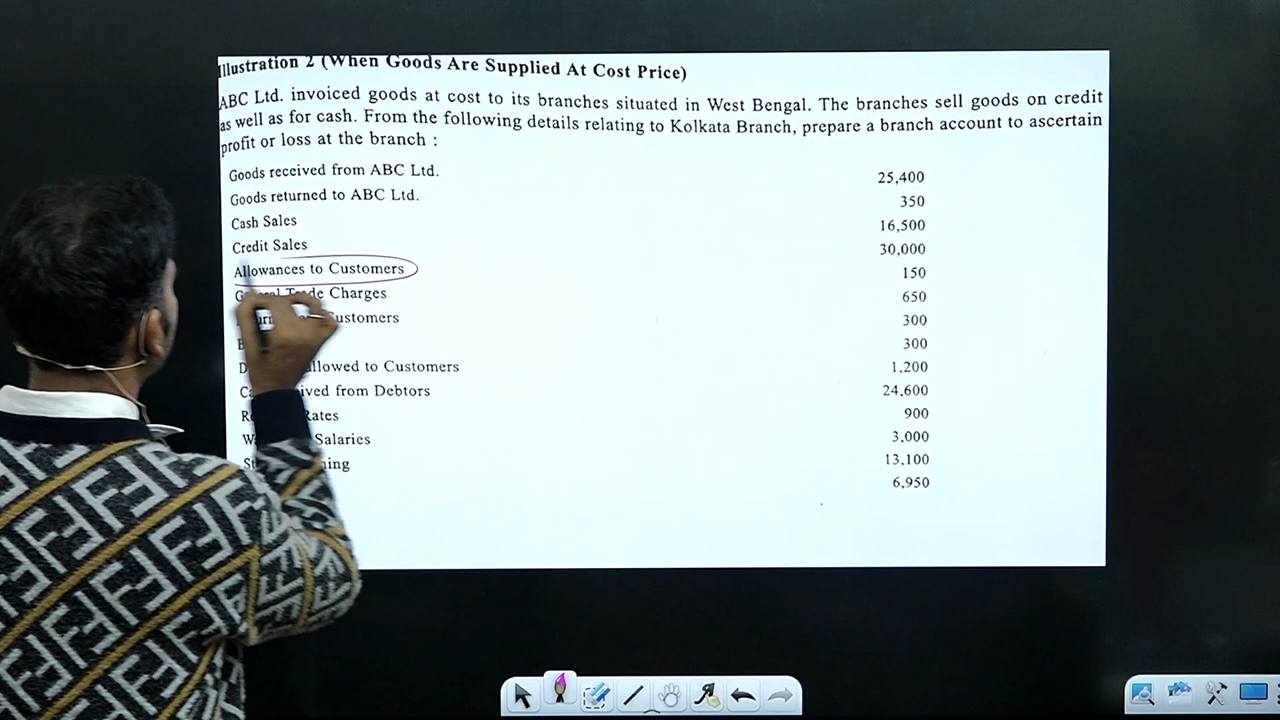 Illustration 2 (When Goods Are Supplied At Cost Price)
ABC Ltd. invoiced goods at cost to its branches situated in West Bengal. The branches sell goods on credit
as well as for cash. From the following details relating to Kolkata Branch, prepare a branch account to ascertain
profit or loss at the branch :
Goods received from ABC Ltd. 25,400
Goods returned to ABC Ltd. 350
Cash Sales 16,500
Credit Sales 30,000
Allowances to Customers 150
Charges 650
Customers 300
300
allowed to Customers 1,200
from Debtors 24,600
Rates 900
Salaries 3,000
13,100
6,950